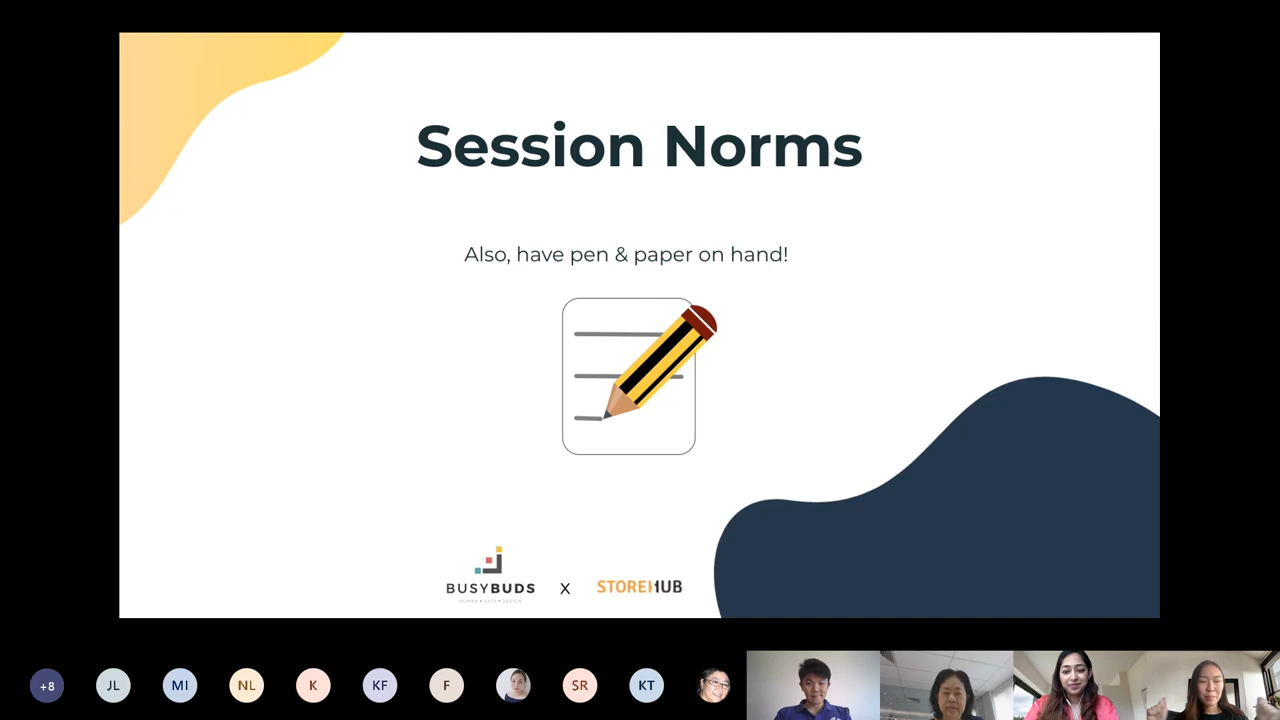 Session Norms
Also, have pen & paper on hand!
BUSYBUDS
X
STOREHUB
+8
JL
MI
NL
K
KF
F
SR
KT